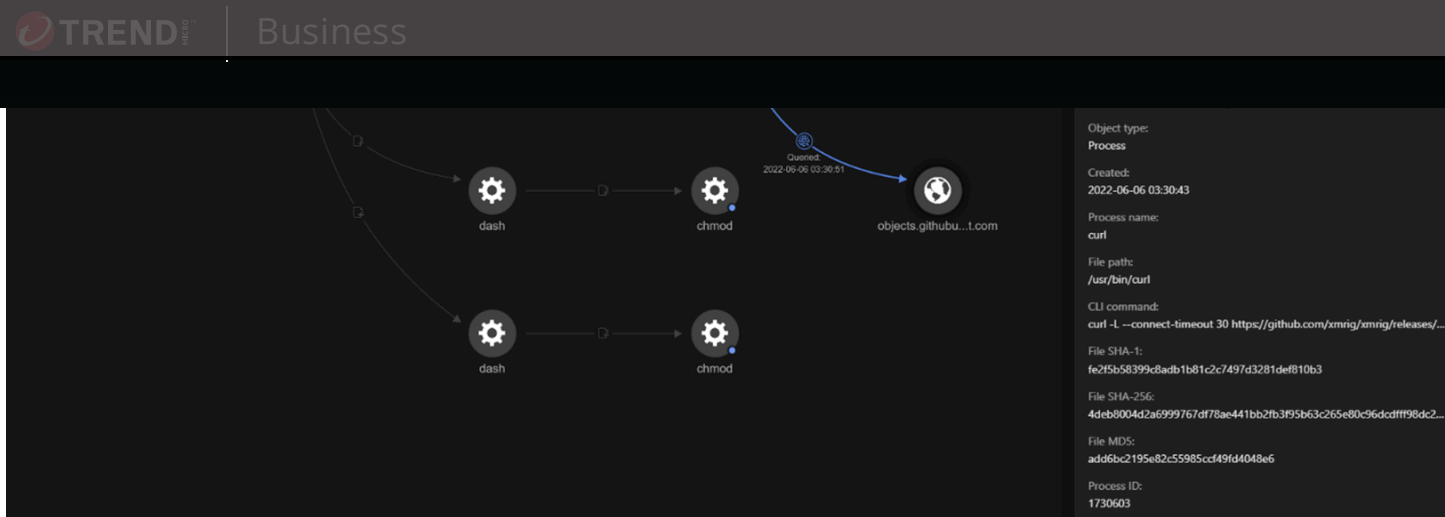 TREND MICRO
Business
Queried:
2022-06-06 03:30:51
dash
chmod
objects.githubu...t.com
dash
chmod
Object type:
Process
Created:
2022-06-06 03:30:43
Process name:
curl
File path:
/usr/bin/curl
CLI command:
curl -L --connect-timeout 30 https://github.com/xmrig/xmrig/releases/...
File SHA-1:
fe2f5b58399c8adb1b81c2c7497d3281def810b3
File SHA-256:
4deb8004d2a6999767df78ae441bb2fb3f95b63c265e80c96dcdfff98dc2...
File MD5:
add6bc2195e82c55985ccf49fd4048e6
Process ID:
1730603